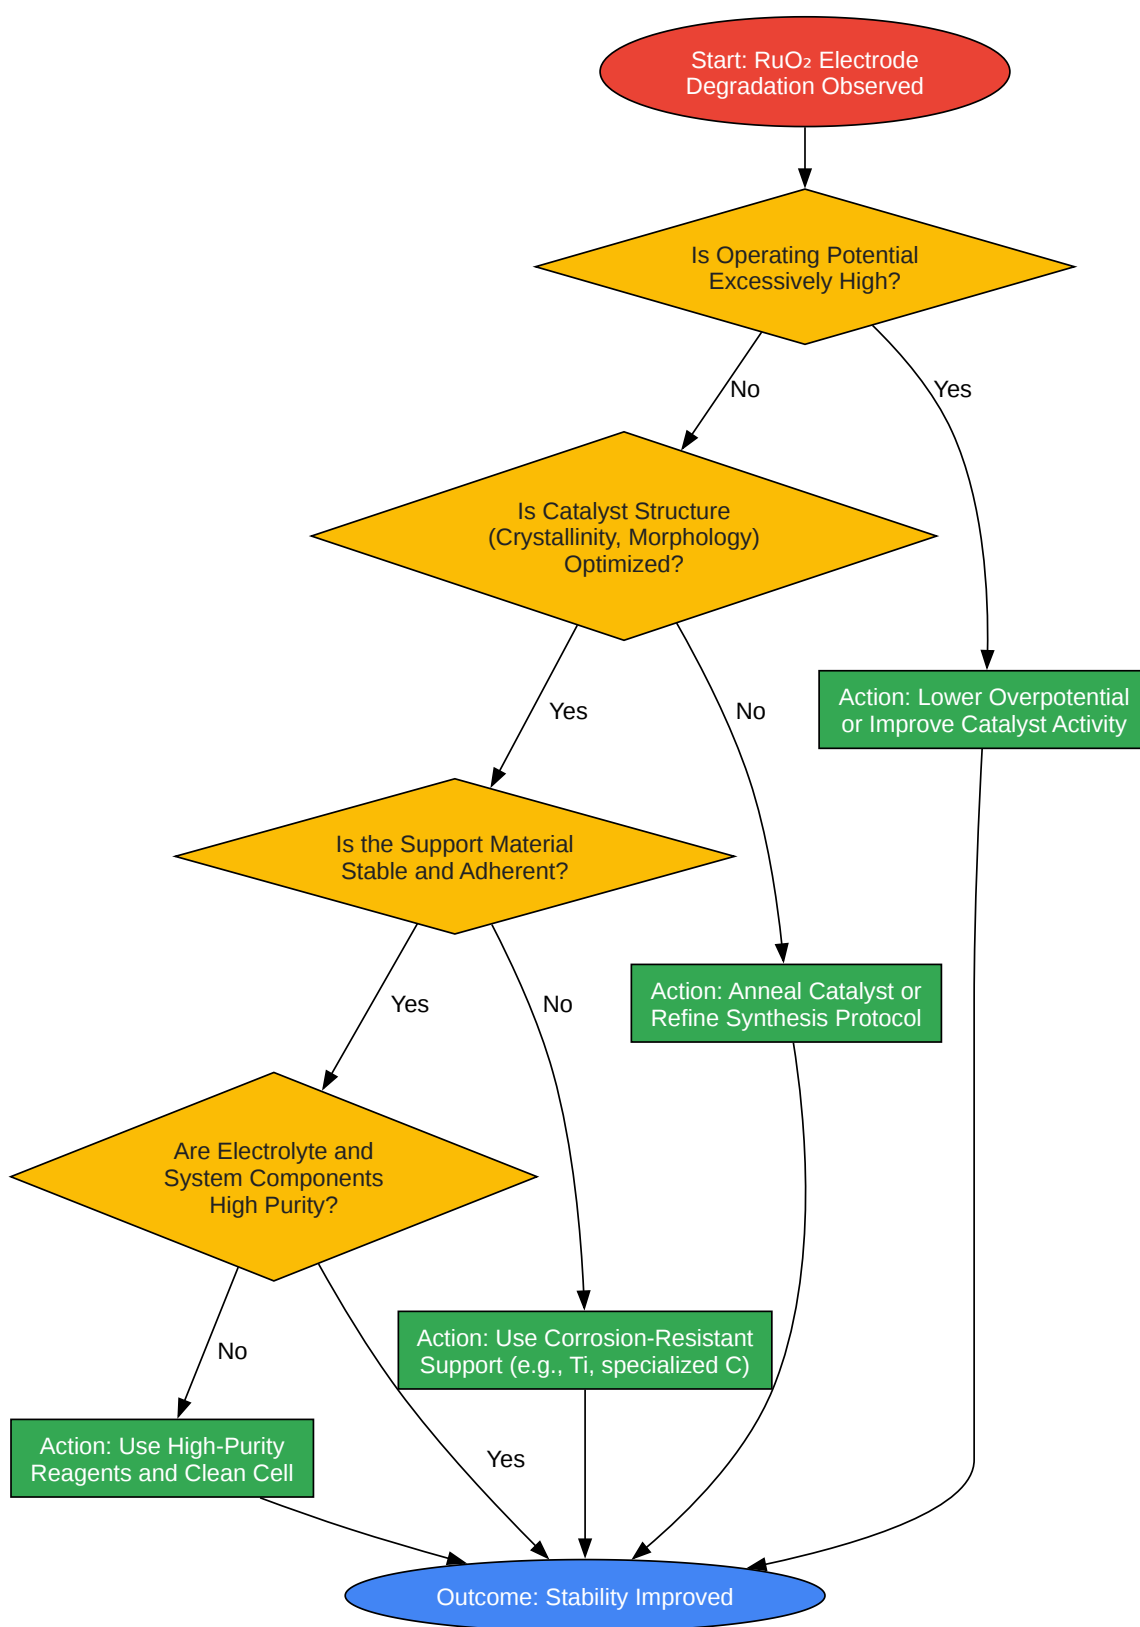 Start: RuO₂ Electrode
Degradation Observed
Is Operating Potential
Excessively High?
No
Yes
Is Catalyst Structure
(Crystallinity, Morphology)
Optimized?
Action: Lower Overpotential
or Improve Catalyst Activity
Yes
No
Is the Support Material
Stable and Adherent?
Action: Anneal Catalyst or
Refine Synthesis Protocol
Yes
No
Are Electrolyte and
System Components
High Purity?
Action: Use Corrosion-Resistant
Support (e.g., Ti, specialized C)
No
Action: Use High-Purity
Reagents and Clean Cell
Yes
Outcome: Stability Improved